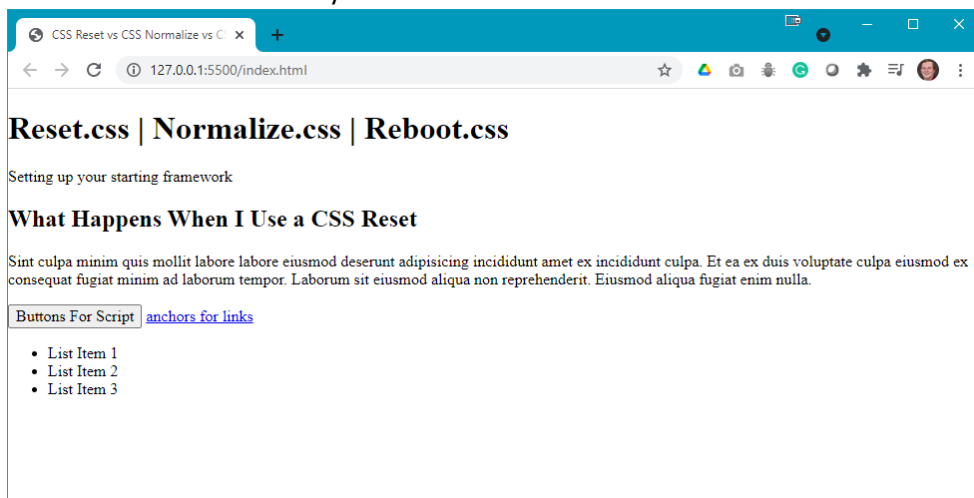 CSS Reset vs CSS Normalize vs C
127.0.0.1:5500/index.html
Reset.css | Normalize.css | Reboot.css
Setting up your starting framework
What Happens When I Use a CSS Reset
Sint culpa minim quis mollit labore labore eiusmod deserunt adipisicing incididunt amet ex incididunt culpa. Et ea ex duis voluptate culpa eiusmod ex
consequat fugiat minim ad laborum tempor. Laborum sit eiusmod aliqua non reprehenderit. Eiusmod aliqua fugiat enim nulla.
Buttons For Script anchors for links
• List Item 1
• List Item 2
• List Item 3